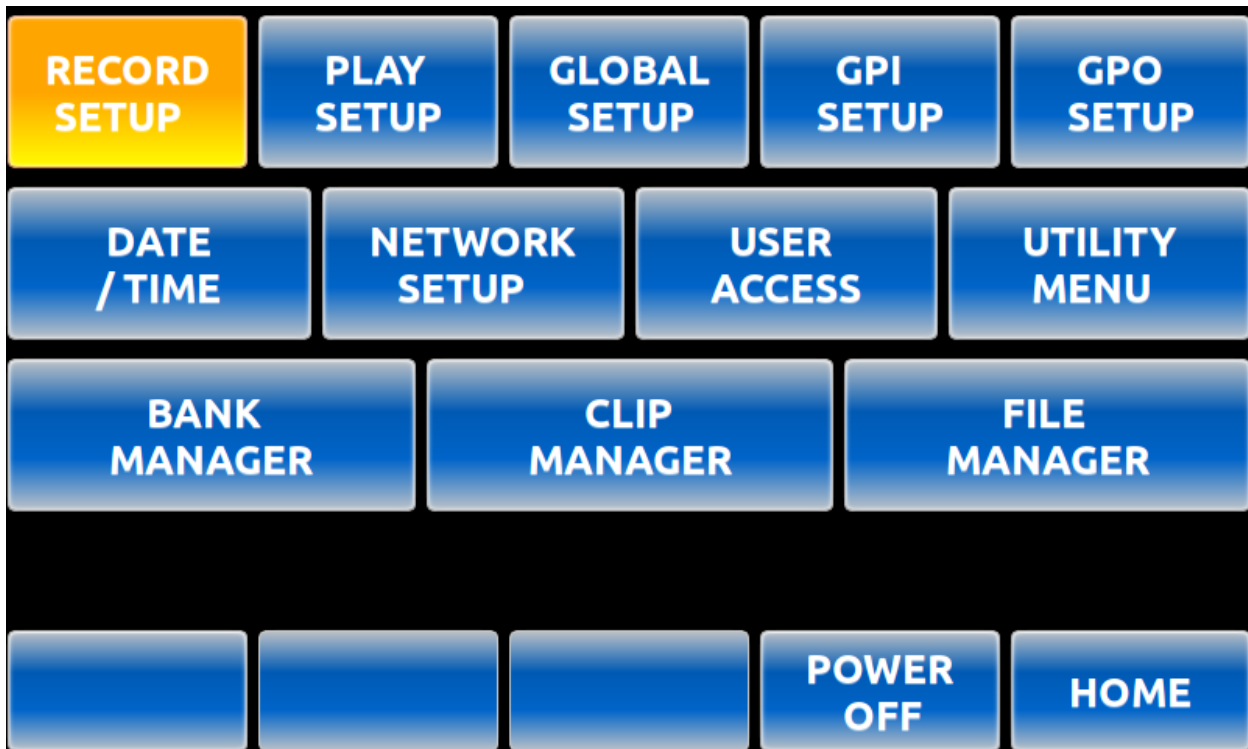 RECORD
SETUP
PLAY
SETUP
GLOBAL
SETUP
GPI
SETUP
GPO
SETUP
DATE
/ TIME
NETWORK
SETUP
USER
ACCESS
UTILITY
MENU
BANK
MANAGER
CLIP
MANAGER
FILE
MANAGER
POWER
OFF
HOME